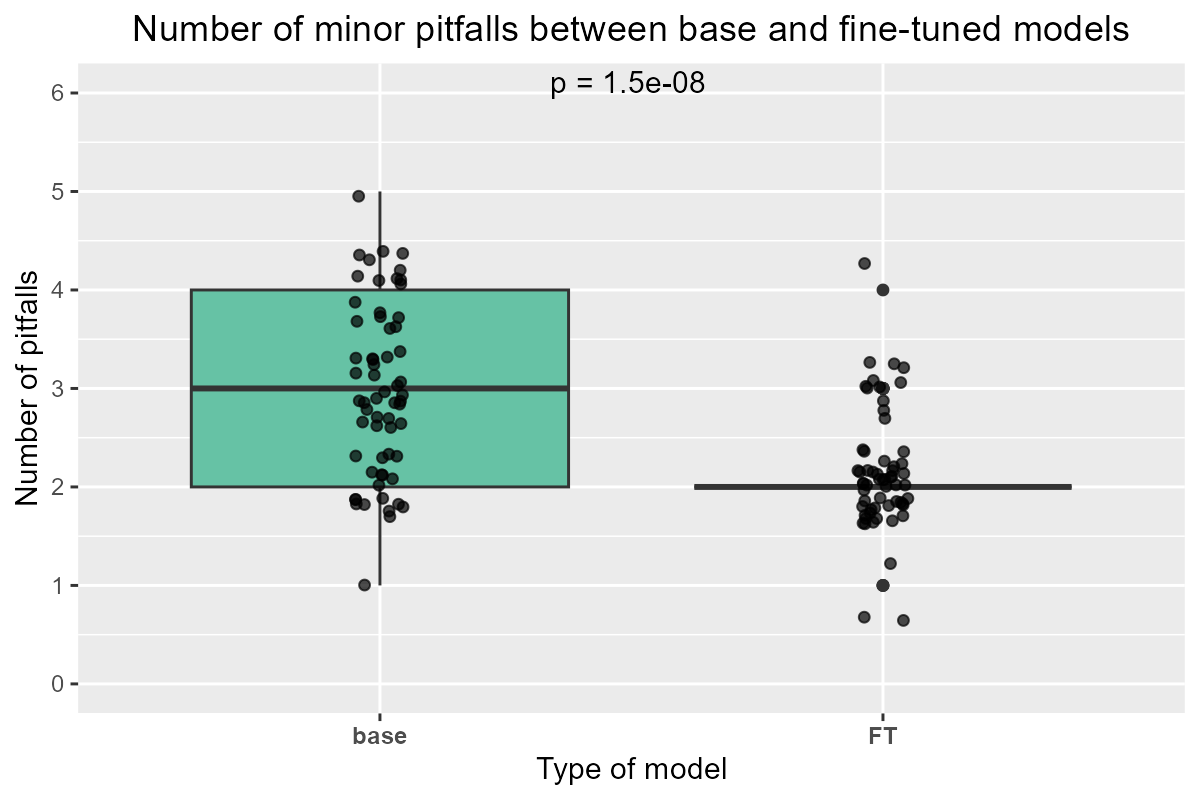 Number of minor pitfalls between base and fine-tuned models
p = 1.5e-08
Number of pitfalls
6
5
4
3
2
1
0
base
FT
Type of model